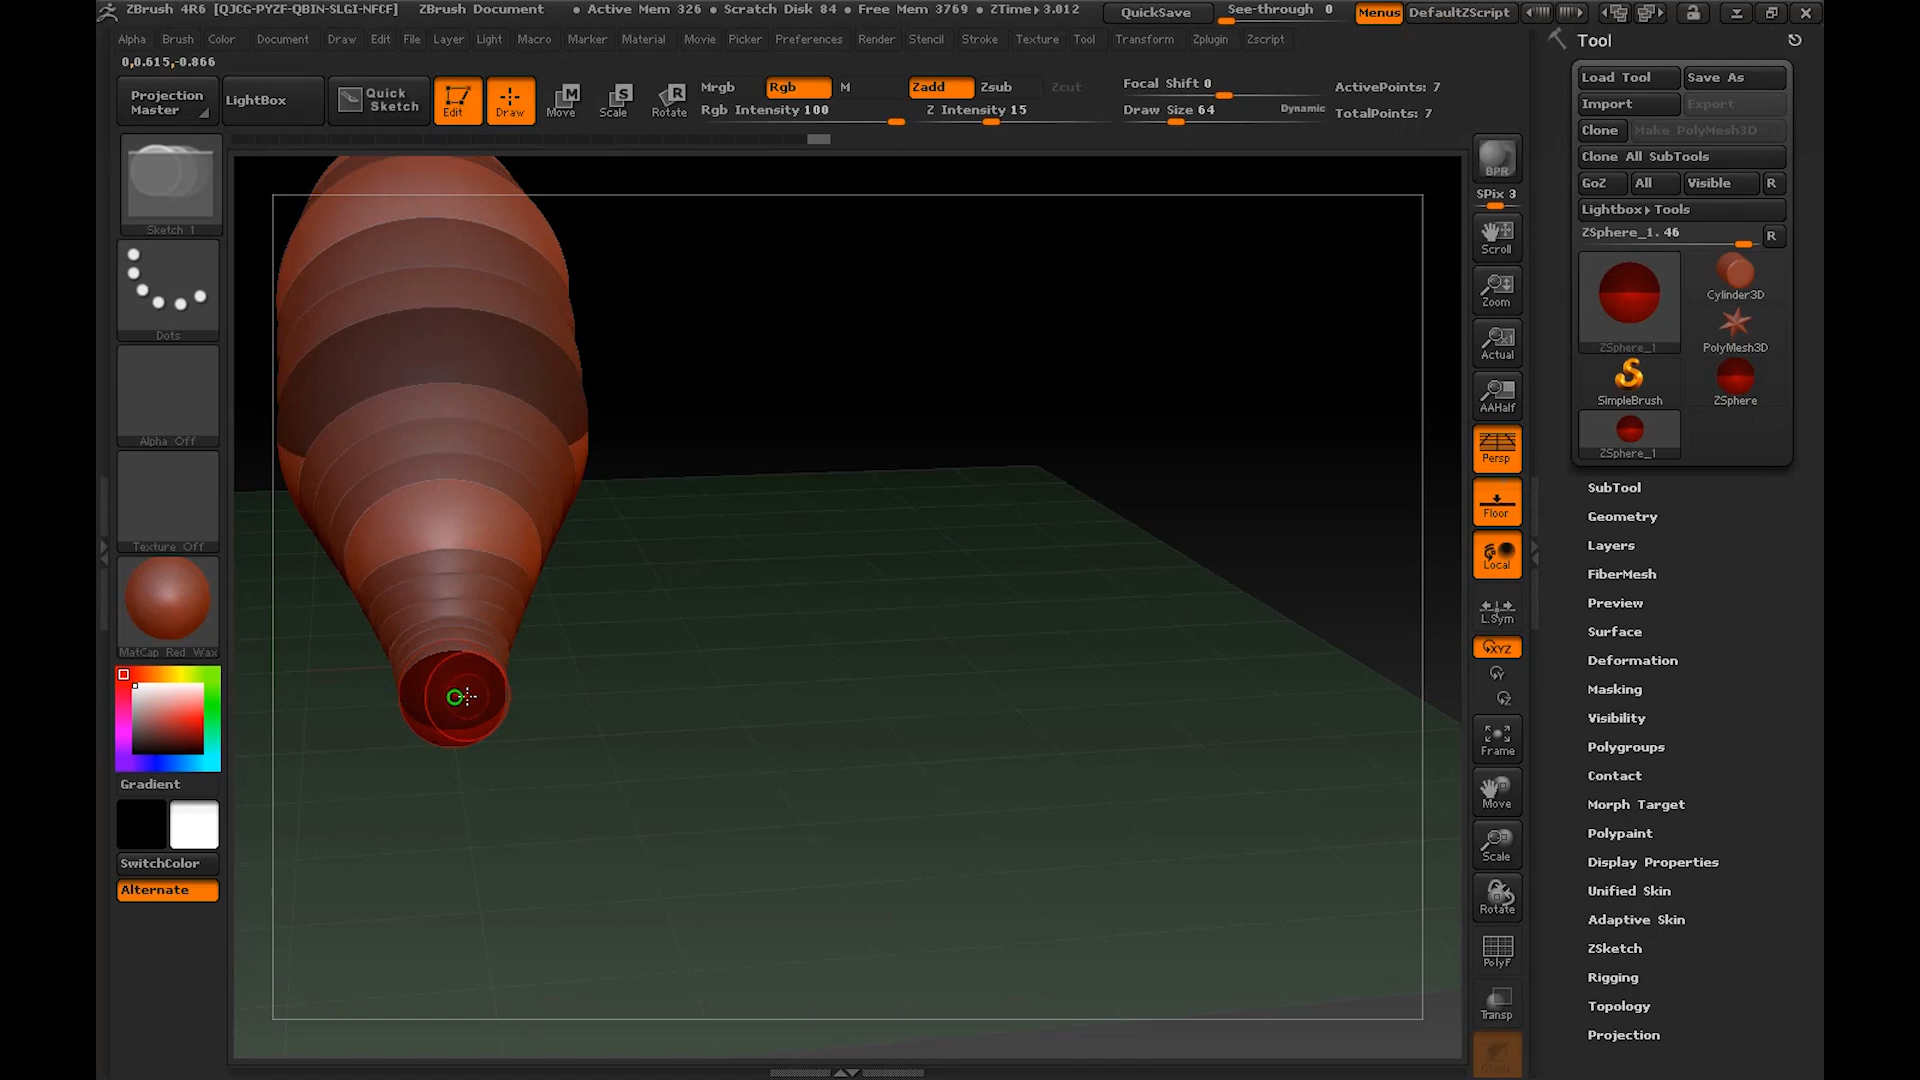 ZBrush 4R6 [QJCG-PYZF-QBIN-SLGI-NFCF] ZBrush Document • Active Mem 326 • Scratch Disk 84 • Free Mem 3769 • ZTime 3.012 QuickSave See-through 0 Menus DefaultZScript
Alpha Brush Color Document Draw Edit File Layer Light Macro Marker Material Movie Picker Preferences Render Stencil Stroke Texture Tool Transform Zplugin Zscript
0,0.615,-0.866
Projection Master
LightBox
Quick Sketch
Edit
Draw
Move
Scale
Rotate
Mrgb Rgb M
Rgb Intensity 100
Zadd Zsub Zcut
Z Intensity 15
Focal Shift 0
Draw Size 64 Dynamic
ActivePoints: 7
TotalPoints: 7
Sketch 1
Dots
Alpha Off
Texture Off
MatCap Red Wax
Gradient
SwitchColor
Alternate
BPR
SPix 3
Scroll
Zoom
Actual
AAHalf
Persp
Floor
Local
L.Sym
XYZ
Frame
Move
Scale
Rotate
PolyF
Transp
Tool
Load Tool Save As
Import Export
Clone Make PolyMesh3D
Clone All SubTools
GoZ All Visible R
Lightbox Tools
ZSphere_1. 46 R
ZSphere_1
Cylinder3D
PolyMesh3D
SimpleBrush
ZSphere
ZSphere_1
SubTool
Geometry
Layers
FiberMesh
Preview
Surface
Deformation
Masking
Visibility
Polygroups
Contact
Morph Target
Polypaint
Display Properties
Unified Skin
Adaptive Skin
ZSketch
Rigging
Topology
Projection